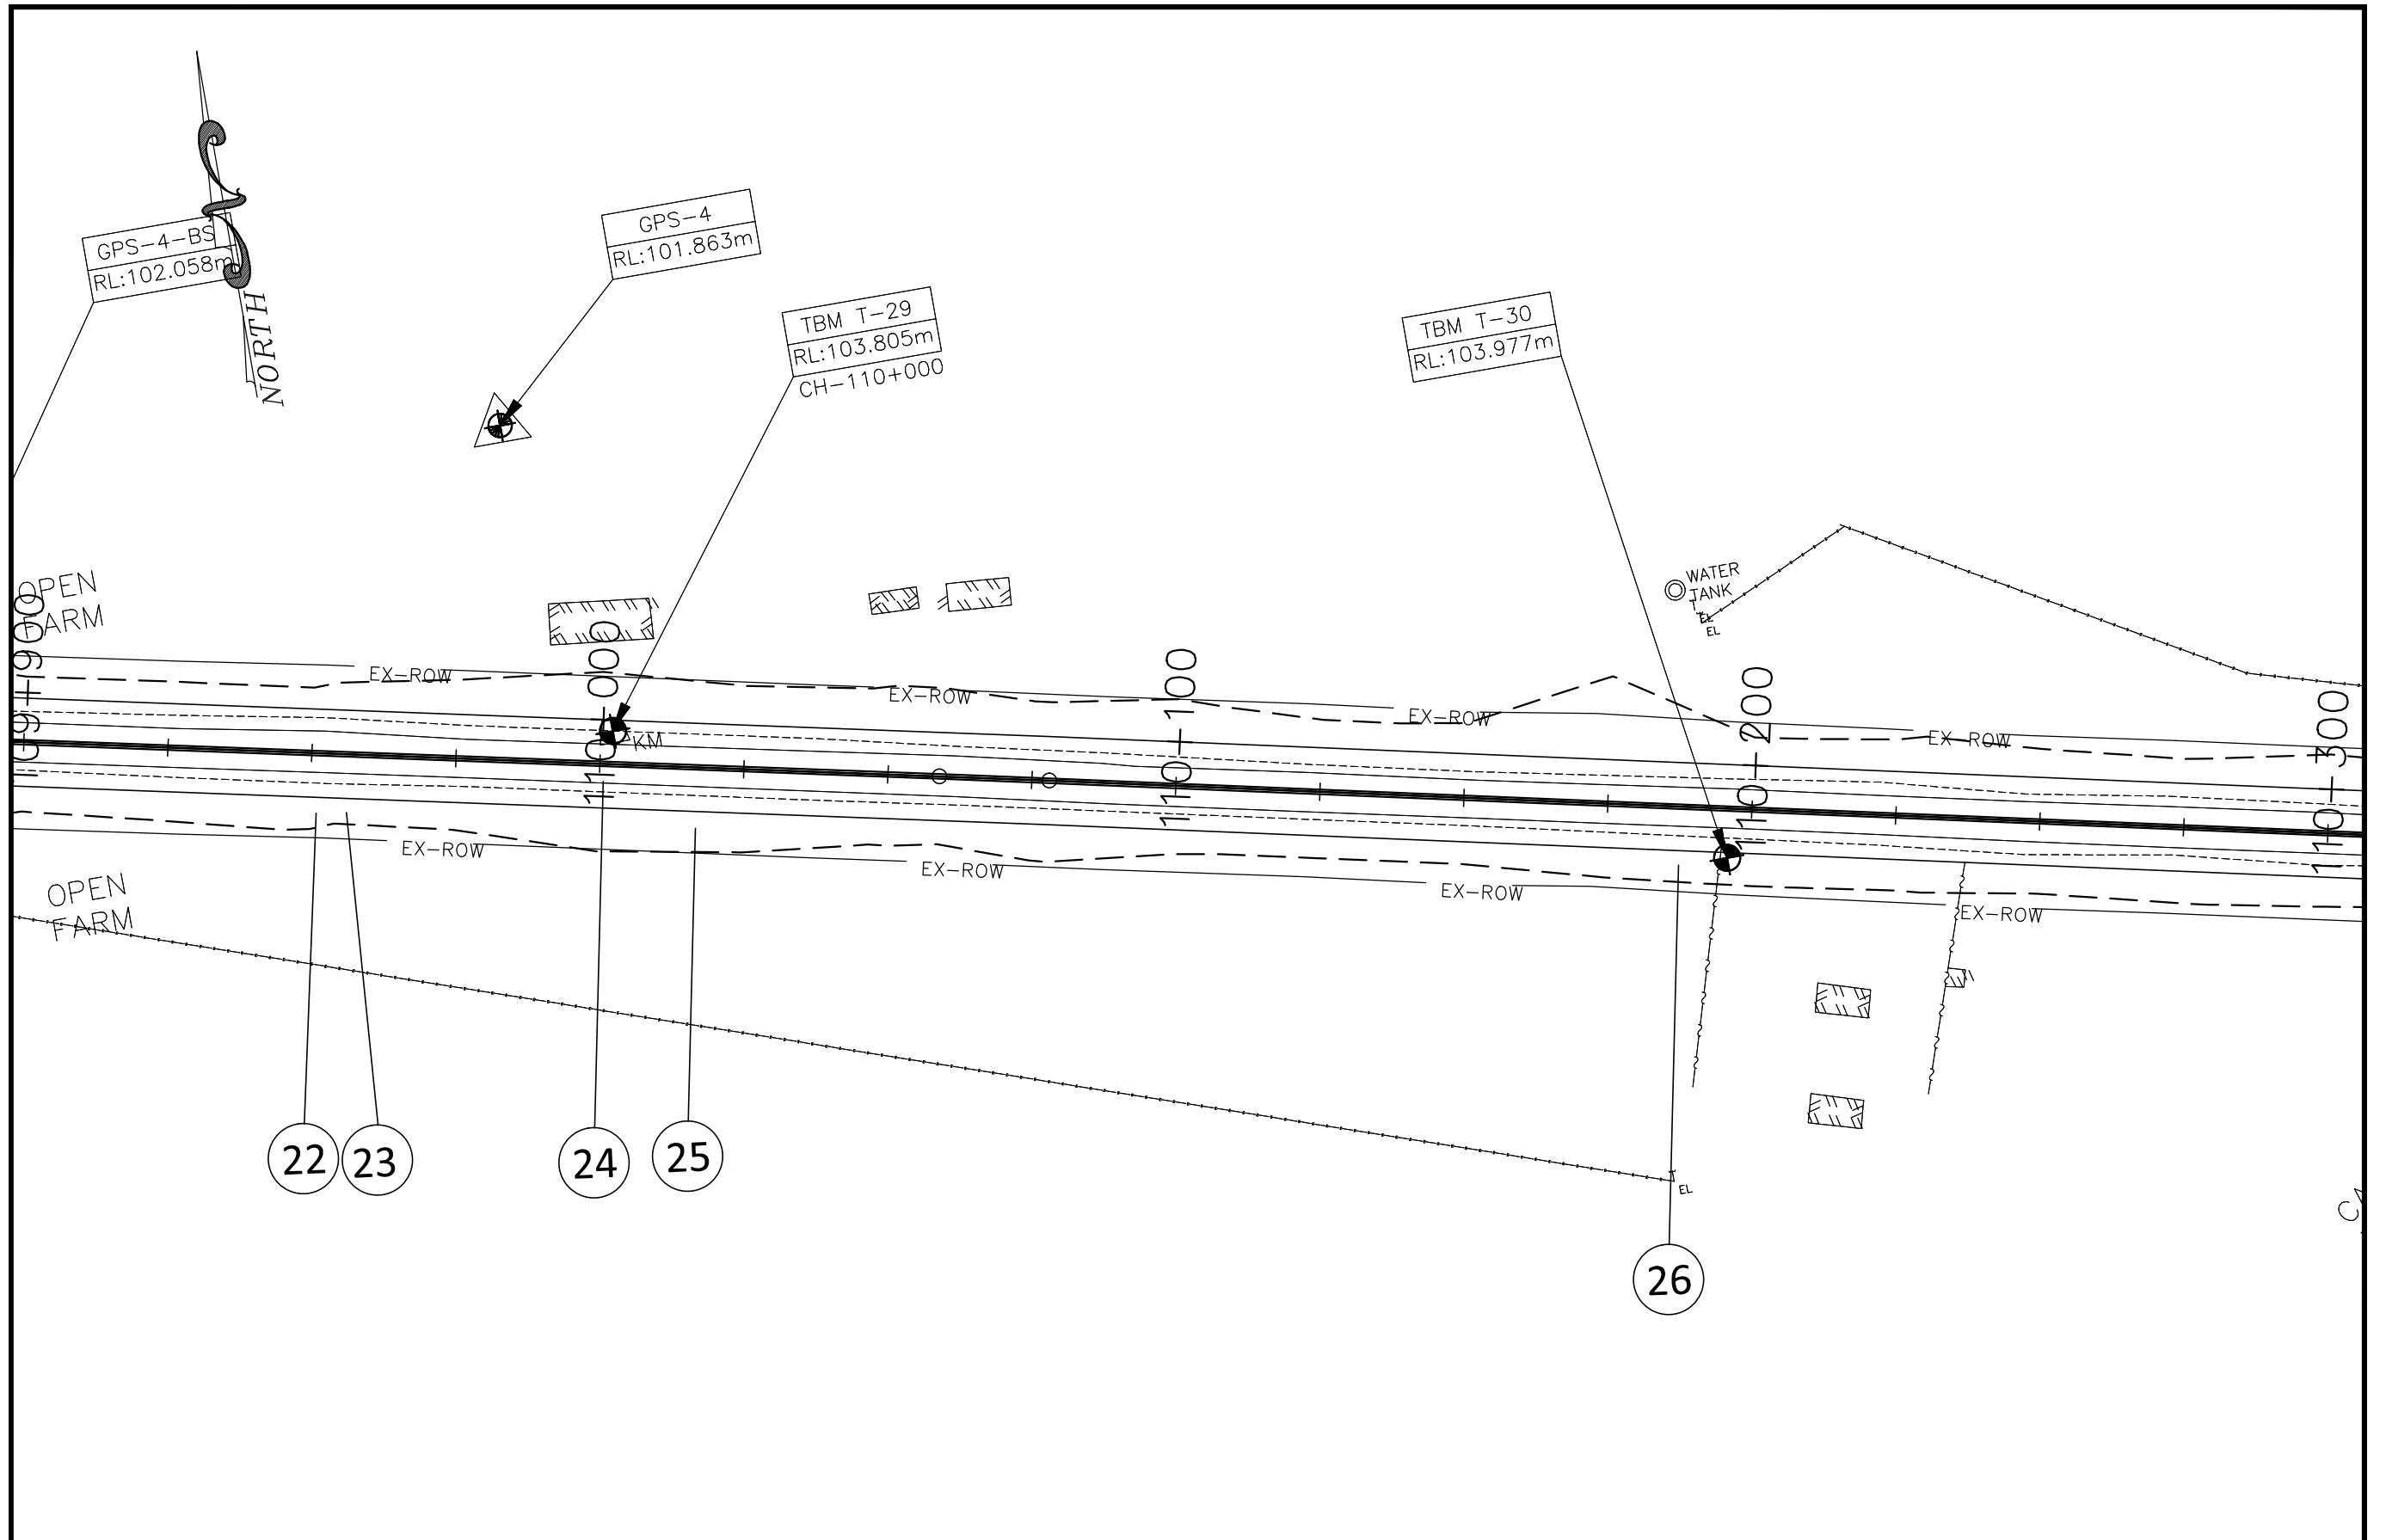 NORTH
GPS-4-BS
RL:102.058m
GPS-4
RL:101.863m
TBM T-29
RL:103.805m
CH-110+000
TBM T-30
RL:103.977m
WATER
TANK
EL
EL
OPEN
FARM
EX-ROW
EX-ROW
EX-ROW
EX-ROW
109+900
110+000
110+100
110+200
110+300
KM
EX-ROW
EX-ROW
EX-ROW
EX-ROW
OPEN
FARM
22
23
24
25
EL
26